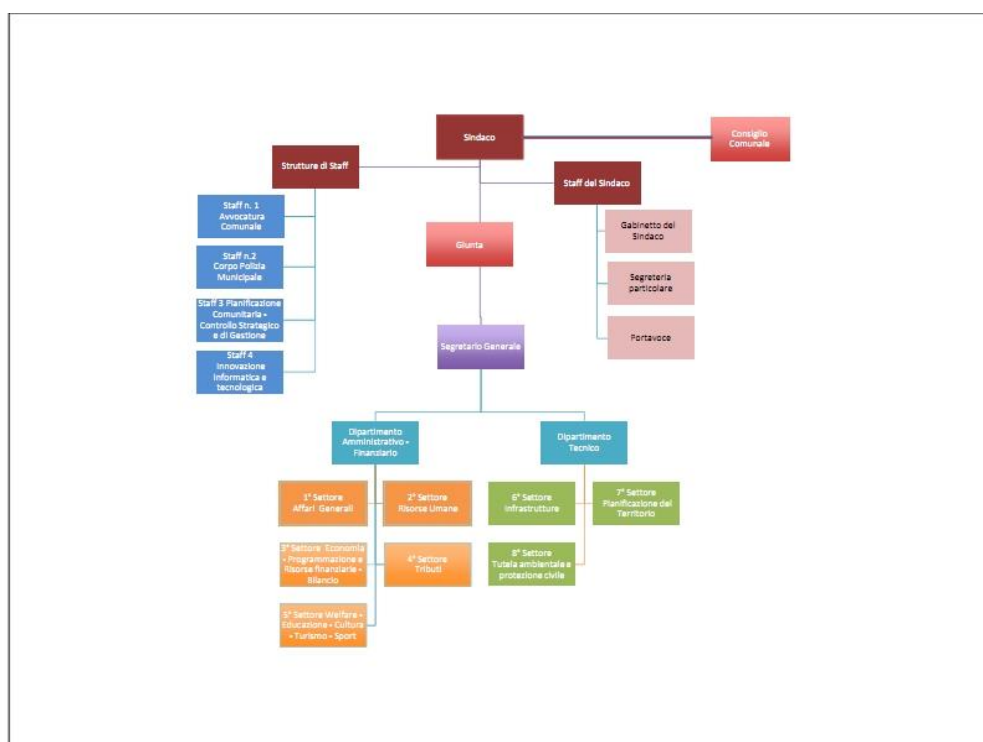 Sindaco
Consiglio
Comunale
Strutture di Staff
Staff del Sindaco
Staff n. 1
Avvocatura
Comunale
Gabinetto del
Sindaco
Giunta
Staff n.2
Corpo Polizia
Municipale
Segreteria
particolare
Staff 3 Planificazione
Comunitaria -
Controllo Strategico
e di Gestione
Portavoce
Segretario Generale
Staff 4
Innovazione
Informatica e
tecnologica
Dipartimento
Amministrativo -
Finanziario
Dipartimento
Tecnico
1° Settore
Affari Generali
2° Settore
Risorse Umane
6° Settore
Infrastrutture
7° Settore
Planificazione del
Territorio
3° Settore Economia
- Programmazione e
Risorse finanziarie -
Bilancio
4° Settore
Tributi
8° Settore
Tutela ambientale e
protezione civile
5° Settore Welfare -
Educazione - Cultura
- Turismo - Sport